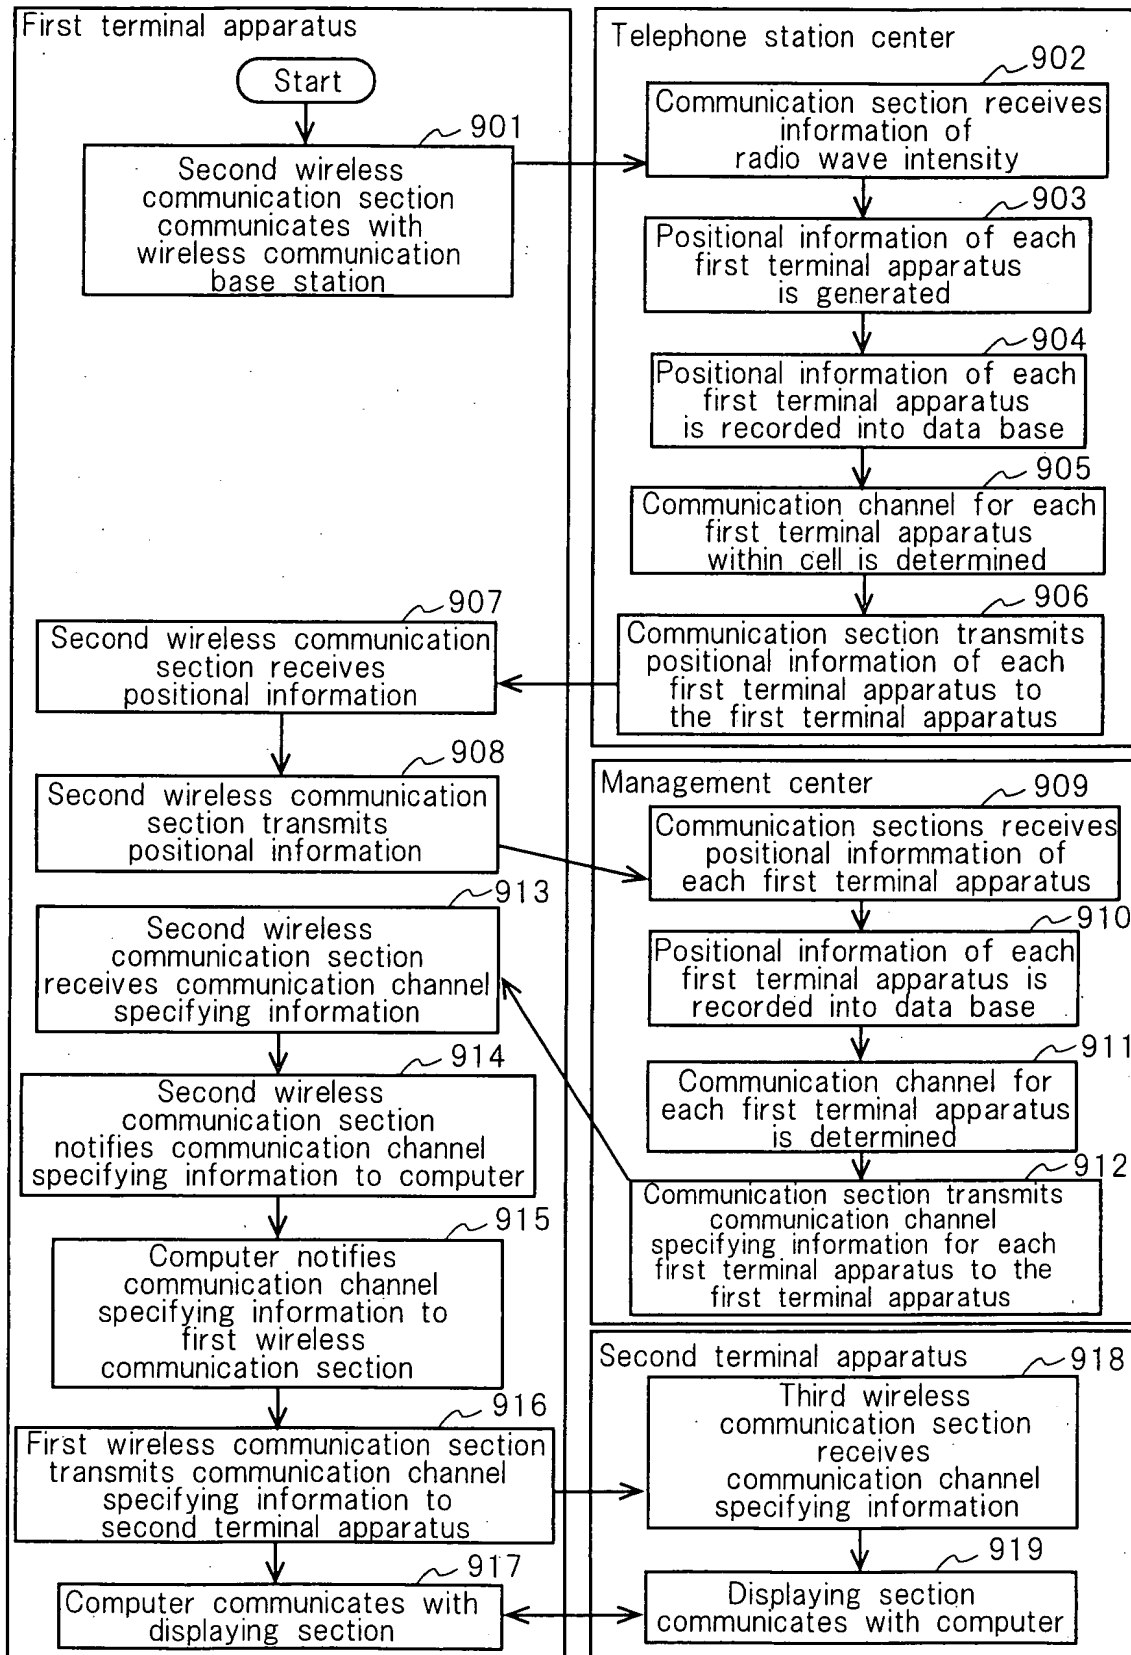 First terminal apparatus
Start
901
Second wireless
communication section
communicates with
wireless communication
base station
Telephone station center
902
Communication section receives
information of
radio wave intensity
903
Positional information of each
first terminal apparatus
is generated
904
Positional information of each
first terminal apparatus
is recorded into data base
905
Communication channel for each
first terminal apparatus
within cell is determined
906
Communication section transmits
positional information of each
first terminal apparatus to
the first terminal apparatus
907
Second wireless communication
section receives
positional information
908
Second wireless communication
section transmits
positional information
Management center
909
Communication sections receives
positional informmation of
each first terminal apparatus
910
Positional information of each
first terminal apparatus is
recorded into data base
911
Communication channel for
each first terminal apparatus
is determined
912
Communication section transmits
communication channel
specifying information for each
first terminal apparatus to the
first terminal apparatus
913
Second wireless
communication section
receives communication channel
specifying information
914
Second wireless
communication section
notifies communication channel
specifying information to computer
915
Computer notifies
communication channel
specifying information to
first wireless
communication section
916
First wireless communication section
transmits communication channel
specifying information to
second terminal apparatus
917
Computer communicates with
displaying section
Second terminal apparatus
918
Third wireless
communication section
receives
communication channel
specifying information
919
Displaying section
communicates with computer